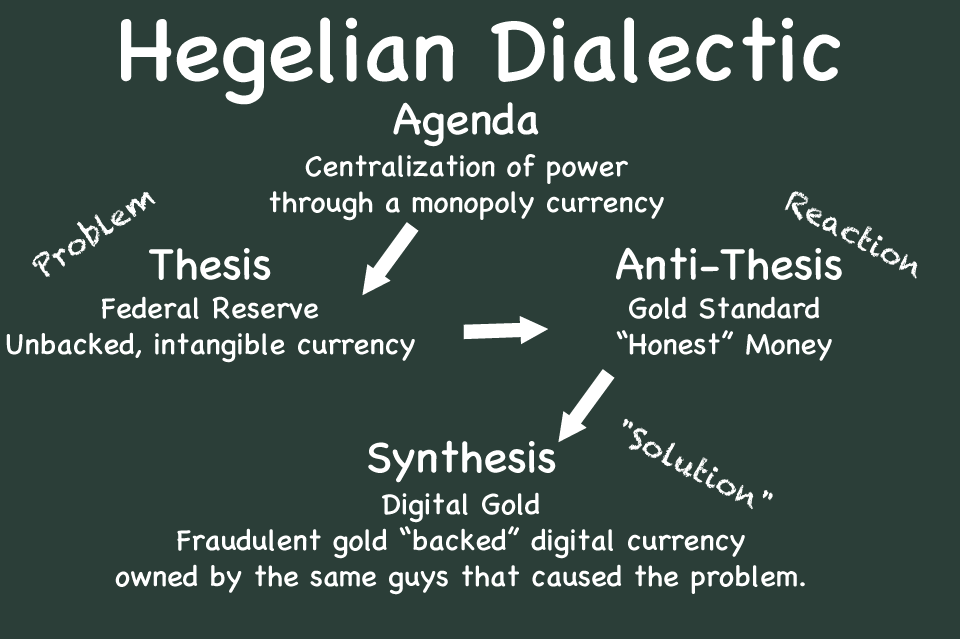 Hegelian Dialectic
Agenda
Centralization of power
through a monopoly currency
Problem
Reaction
Thesis
Federal Reserve
Unbacked, intangible currency
Anti-Thesis
Gold Standard
“Honest” Money
Synthesis
"Solution"
Digital Gold
Fraudulent gold “backed” digital currency
owned by the same guys that caused the problem.